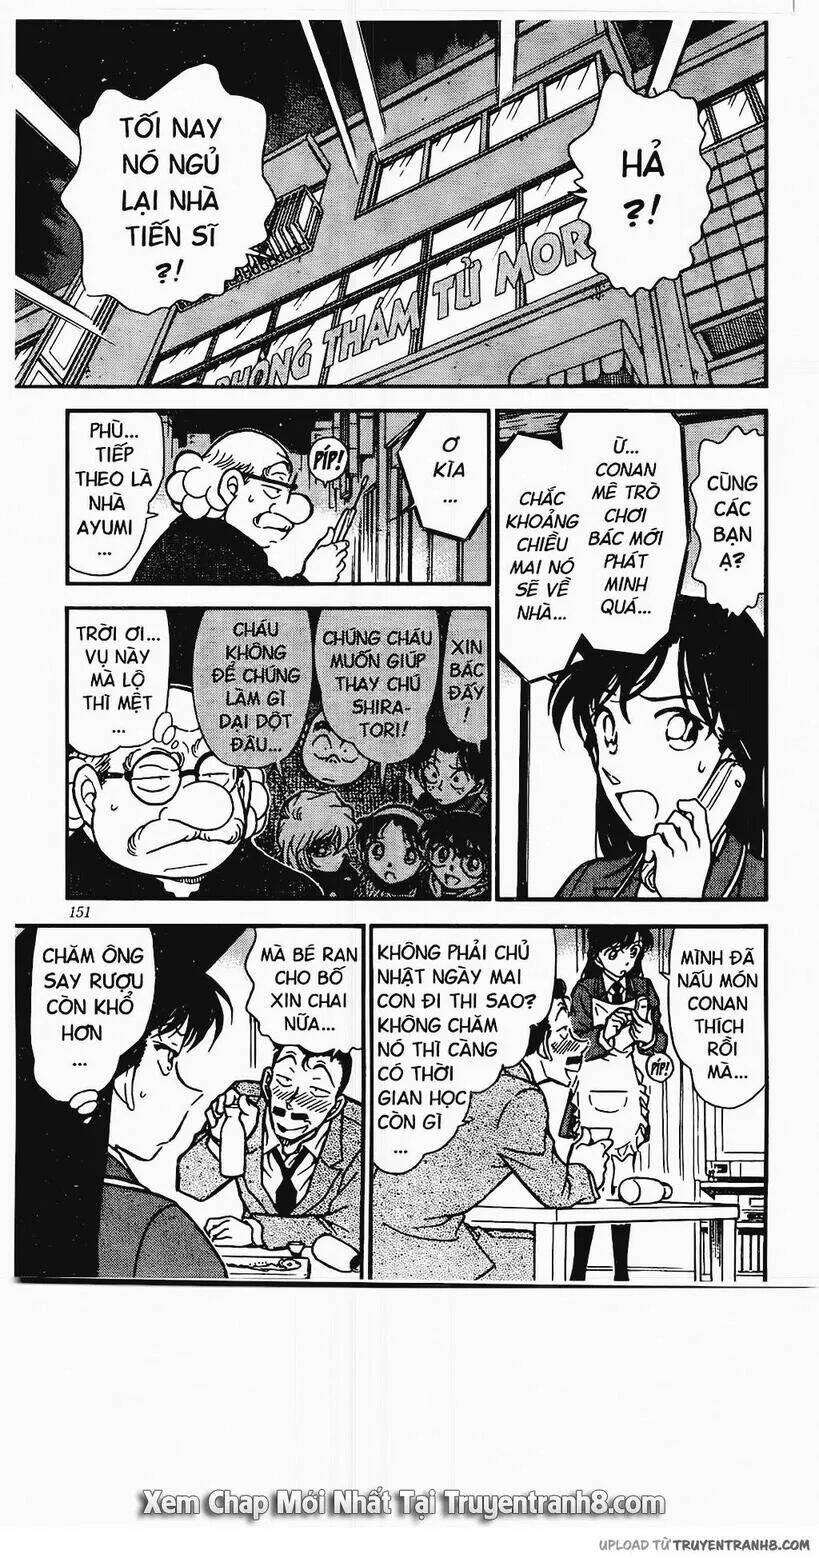 HẢ
?!
TỐI NAY
NÓ NGỦ
LẠI NHÀ
TIẾN SĨ
?!
PHÒNG THÁM TỬ MOR
CÙNG
CÁC
BẠN
Ạ?
Ừ...
CONAN
MÊ TRÒ
CHƠI
BÁC MỚI
PHÁT
MINH
QUÁ...
CHẮC
KHOẢNG
CHIỀU
MAI NÓ
SẼ VỀ
NHÀ...
Ơ
KÌA
...
PÍP!
PHÙ...
TIẾP
THEO LÀ
NHÀ
AYUMI
...
XIN
BÁC
ĐẤY
!
CHÚNG CHÁU
MUỐN GIÚP
THAY CHÚ
SHIRA-
TORI!
CHÁU
KHÔNG
ĐỂ CHÚNG
LÀM GÌ
DẠI DỘT
ĐÂU...
TRỜI ƠI...
VỤ NÀY
MÀ LỘ
THÌ MỆT
...
151
MÌNH ĐÃ
NẤU MÓN
CONAN
THÍCH
RỒI
MÀ...
PÍP!
KHÔNG PHẢI CHỦ
NHẬT NGÀY MAI
CON ĐI THI SAO?
KHÔNG CHĂM
NÓ THÌ CÀNG
CÓ THỜI
GIAN HỌC
CÒN GÌ
...
MÀ BÉ RAN
CHO BỐ
XIN CHAI
NỮA...
CHĂM ÔNG
SAY RƯỢU
CÒN KHỔ
HƠN
...
Xem Chap Mới Nhất Tại Truyentranh8.com
UPLOAD TỪ TRUYENTRANH8.COM